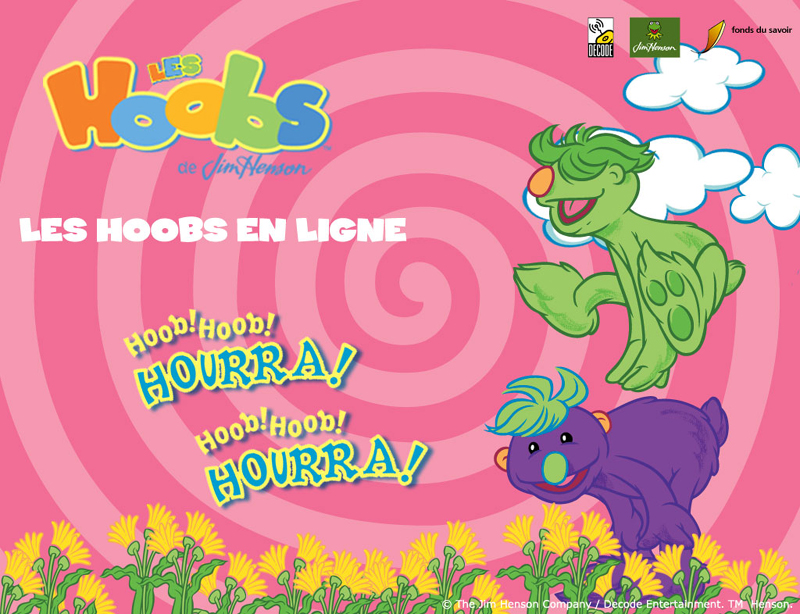 DECODE
Jim Henson
fonds du savoir
LES
Hoobs
™
de Jim Henson
LES HOOBS EN LIGNE
Hoob! Hoob!
HOURRA!
Hoob! Hoob!
HOURRA!
© The Jim Henson Company / Decode Entertainment. TM Henson